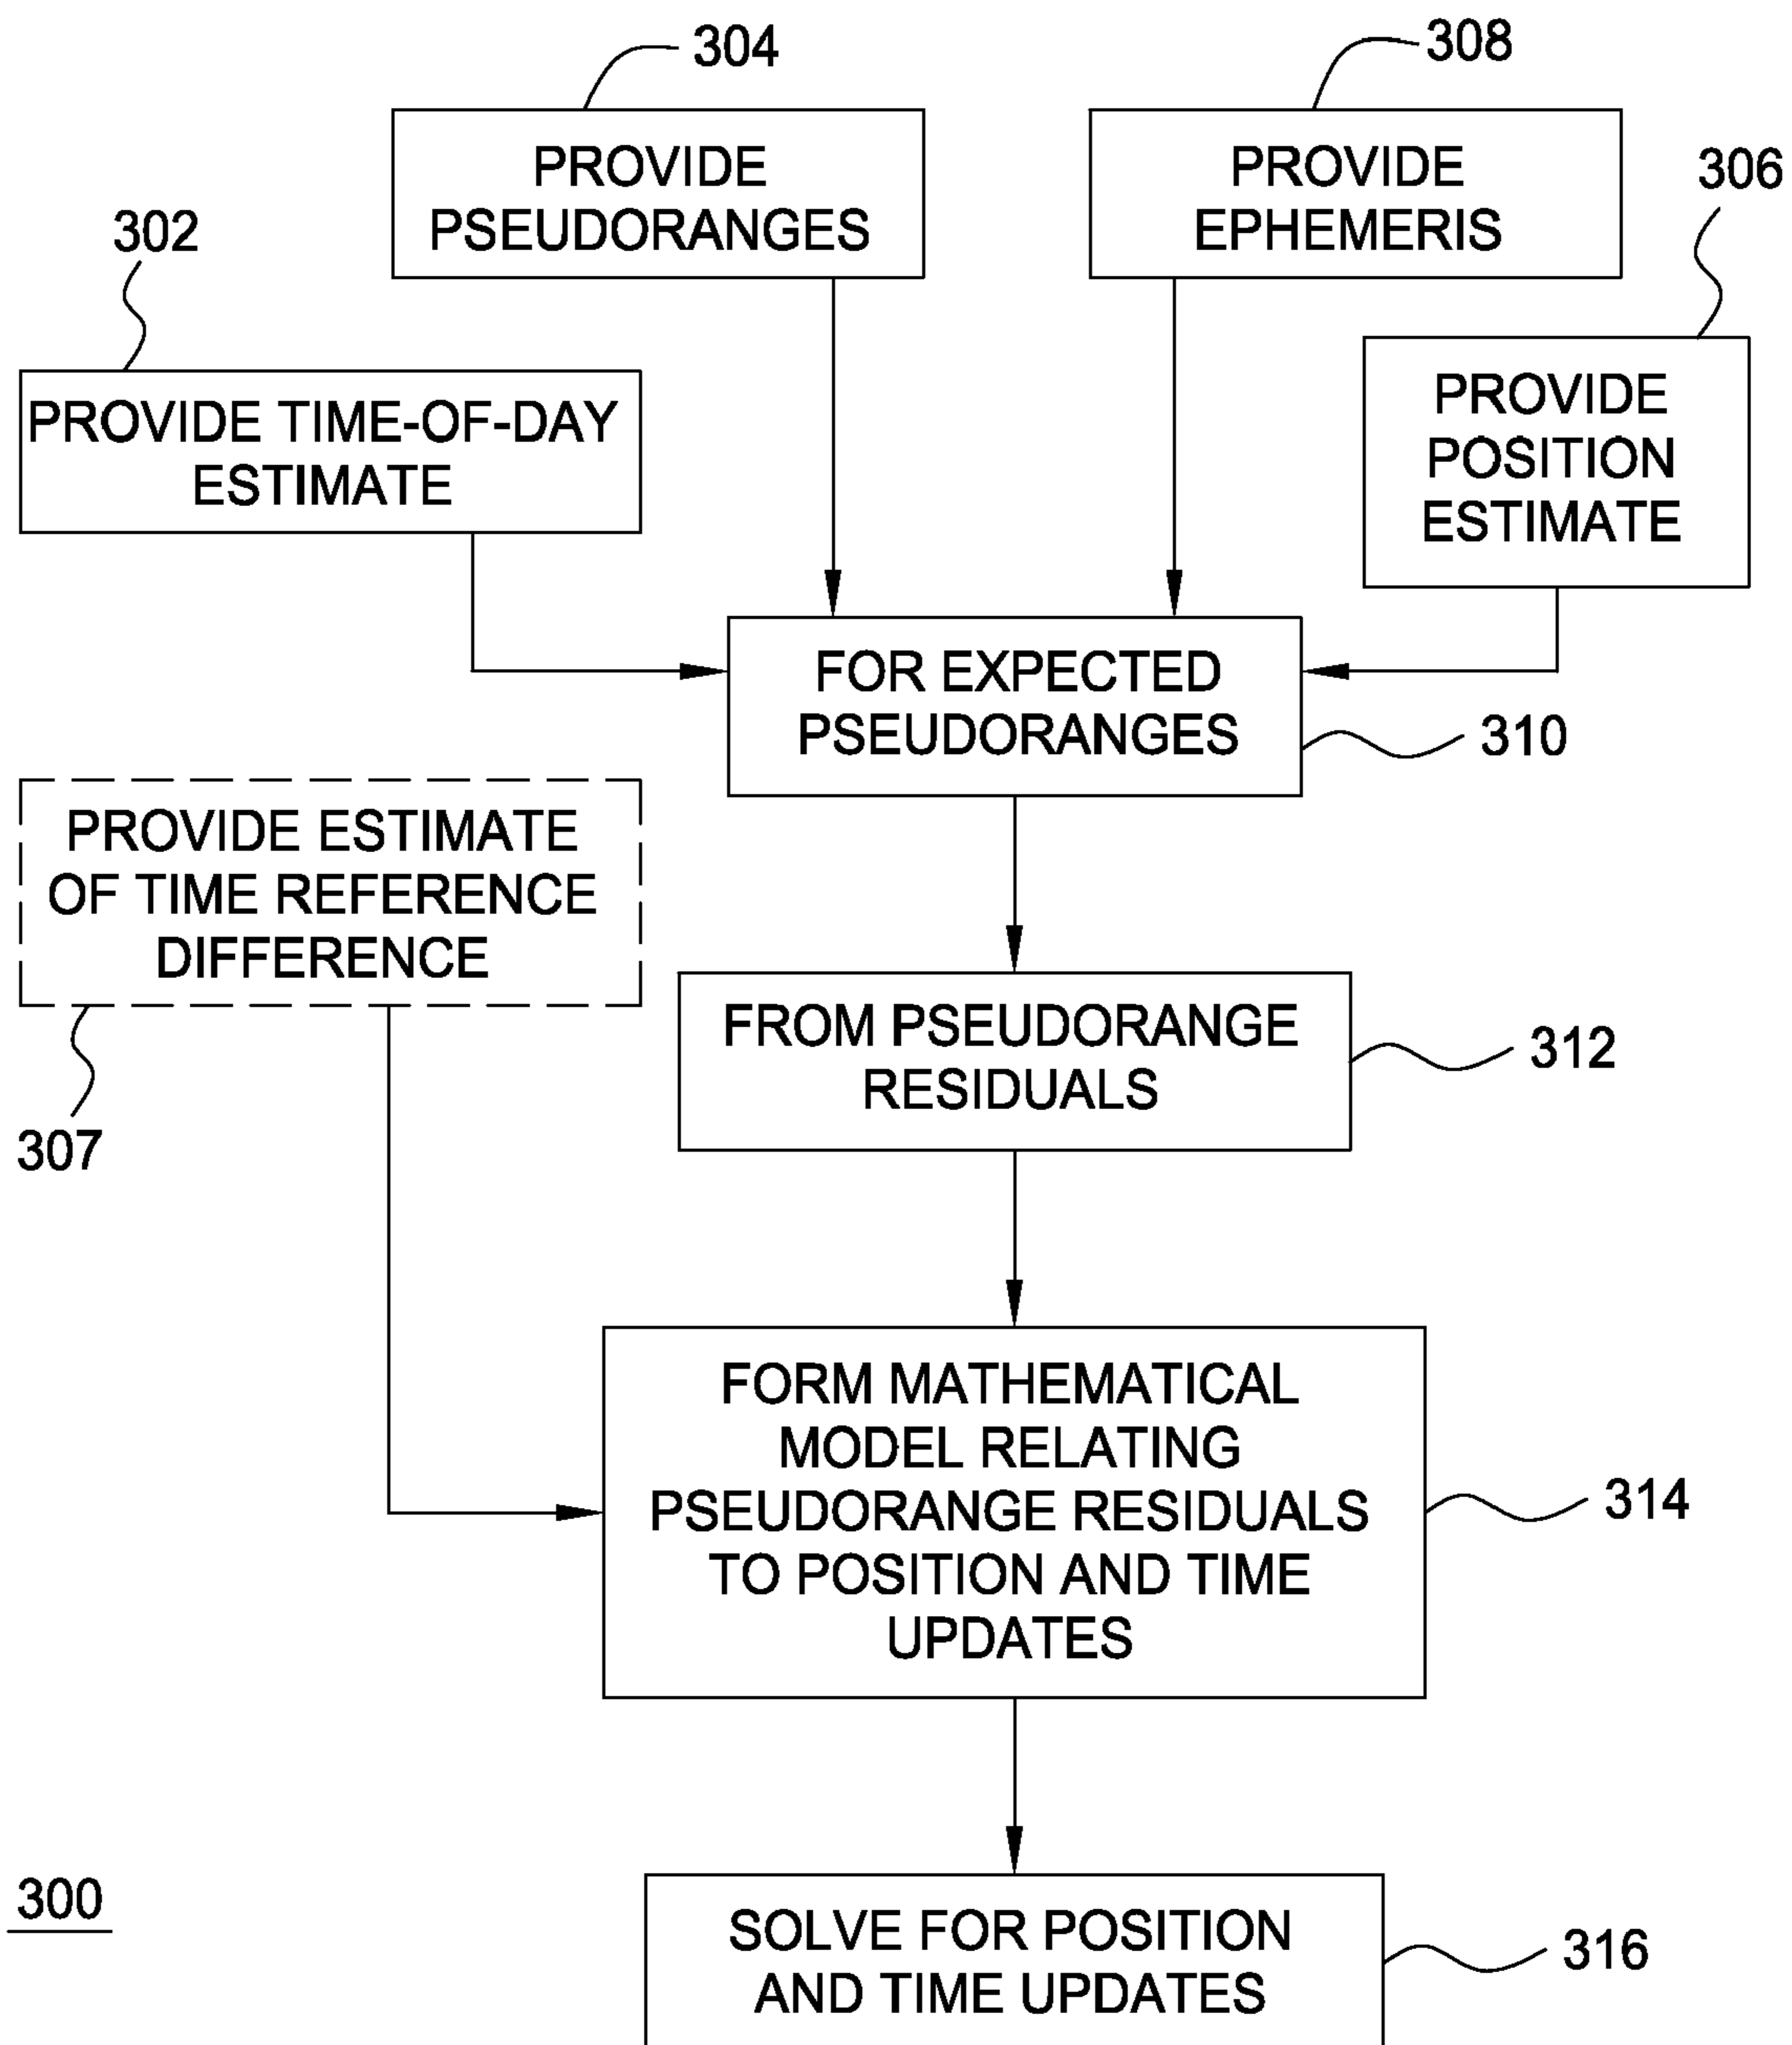 304
308
PROVIDE
PSEUDORANGES
PROVIDE
EPHEMERIS
306
302
PROVIDE TIME-OF-DAY
ESTIMATE
PROVIDE
POSITION
ESTIMATE
FOR EXPECTED
PSEUDORANGES
310
PROVIDE ESTIMATE
OF TIME REFERENCE
DIFFERENCE
307
FROM PSEUDORANGE
RESIDUALS
312
FORM MATHEMATICAL
MODEL RELATING
PSEUDORANGE RESIDUALS
TO POSITION AND TIME
UPDATES
314
300
SOLVE FOR POSITION
AND TIME UPDATES
316